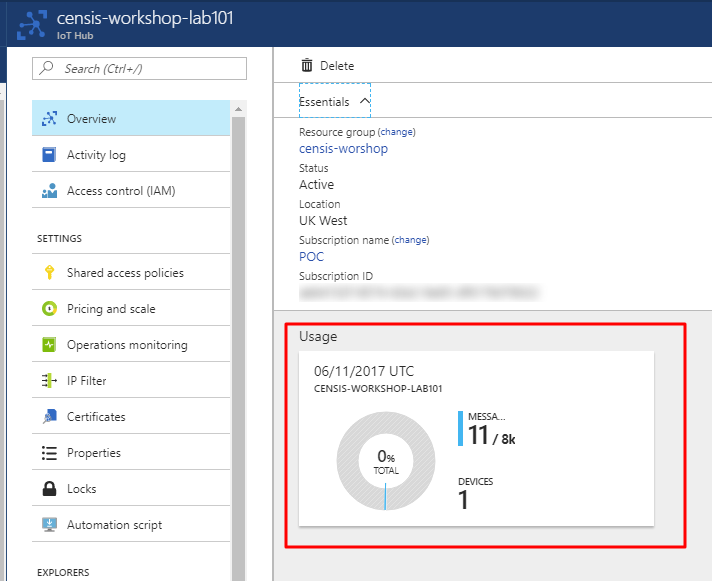 censis-workshop-lab101
IoT Hub
Search (Ctrl+/)
Overview
Activity log
Access control (IAM)
SETTINGS
Shared access policies
Pricing and scale
Operations monitoring
IP Filter
Certificates
Properties
Locks
Automation script
EXPLORERS
Delete
Essentials
Resource group (change)
censis-worshop
Status
Active
Location
UK West
Subscription name (change)
POC
Subscription ID
Usage
06/11/2017 UTC
CENSIS-WORKSHOP-LAB101
0%
TOTAL
MESSA...
11 / 8k
DEVICES
1